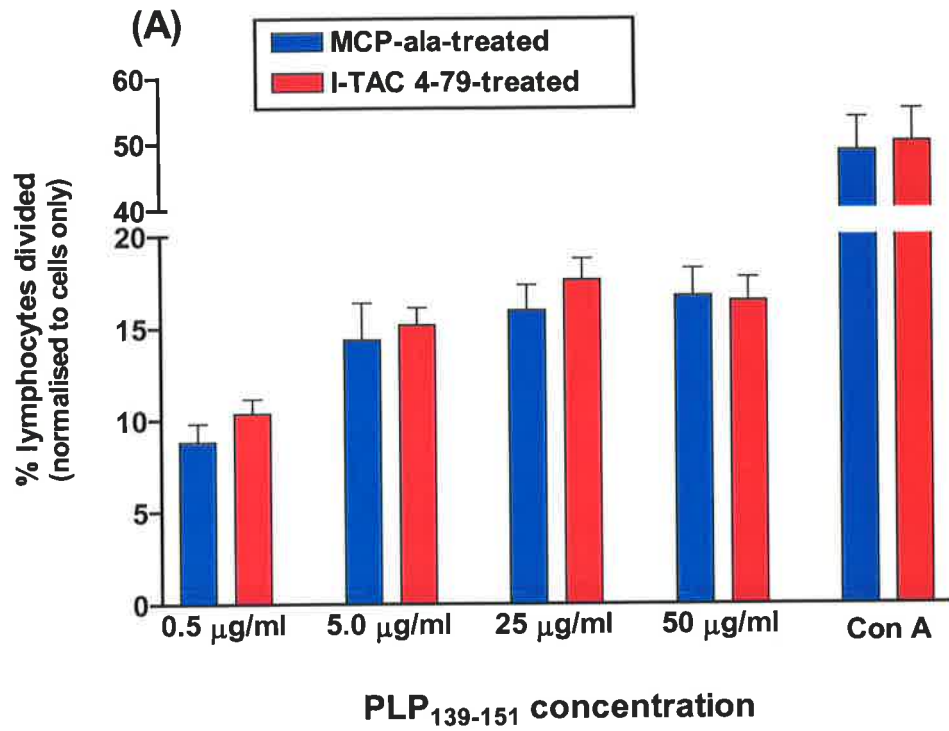 (A)
MCP-ala-treated
I-TAC 4-79-treated
% lymphocytes divided
(normalised to cells only)
60
50
40
20
15
10
5
0
0.5 μg/ml 5.0 μg/ml 25 μg/ml 50 μg/ml Con A
PLP139-151 concentration